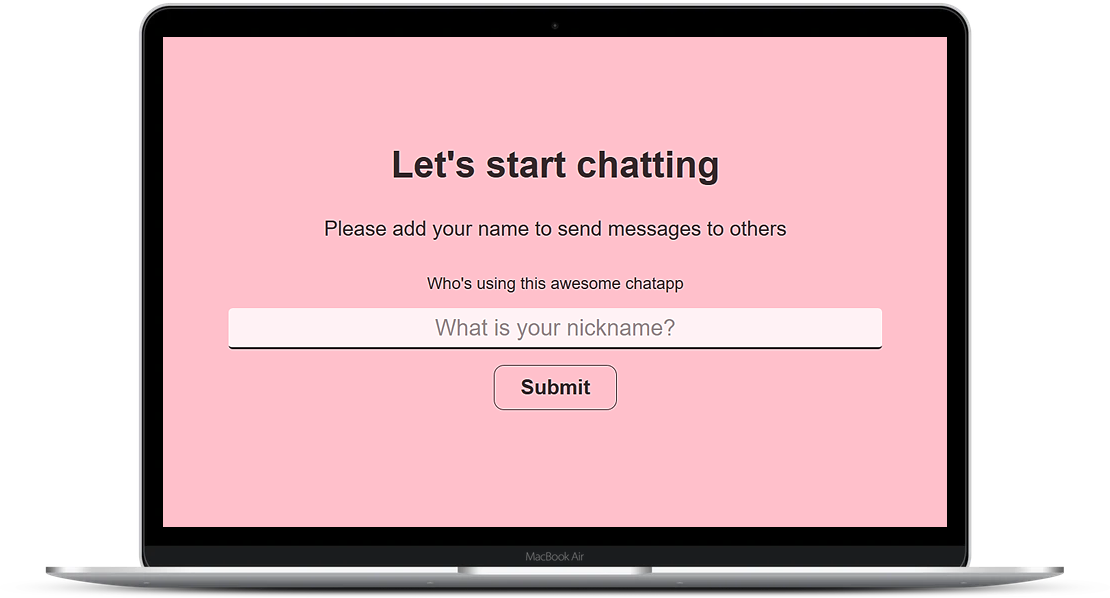 Let's start chatting
Please add your name to send messages to others
Who's using this awesome chatapp
What is your nickname?
Submit
MacBook Air